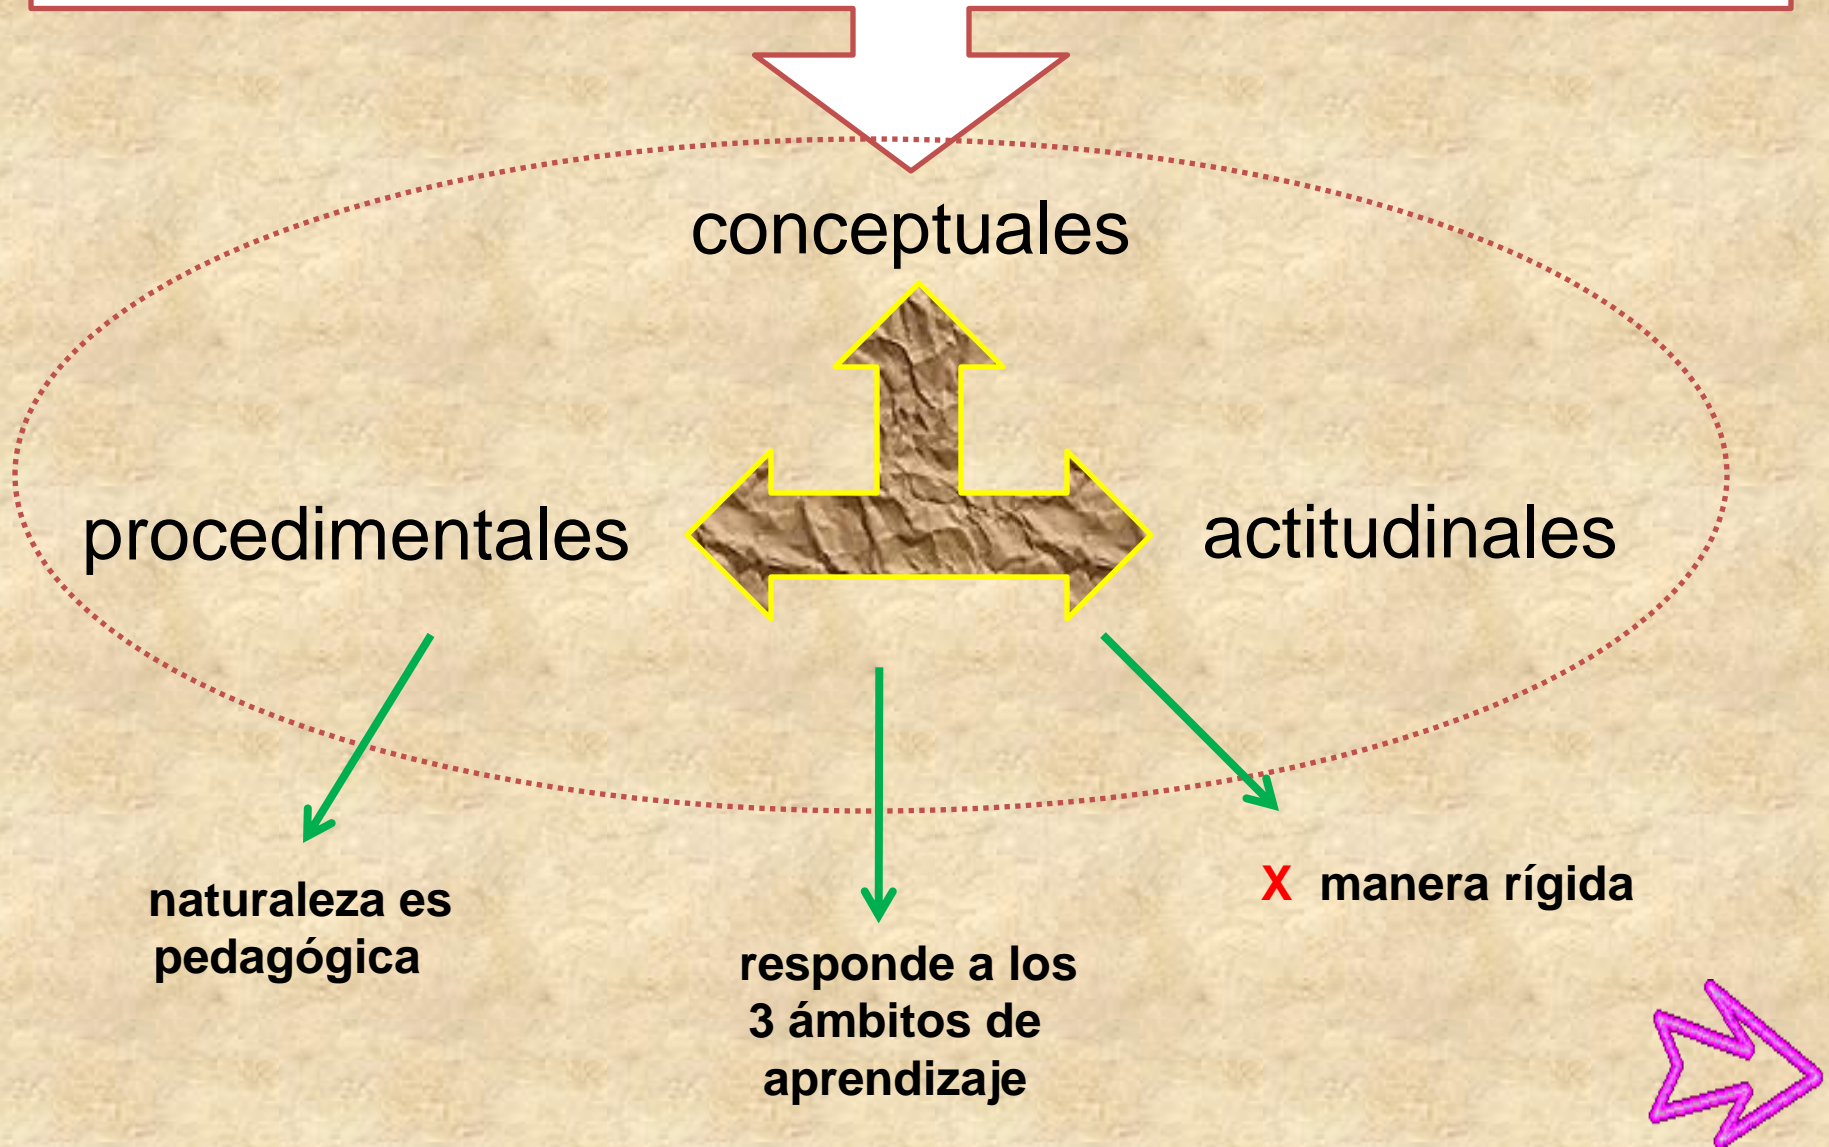 conceptuales
procedimentales
actitudinales
naturaleza es
pedagógica
responde a los
3 ámbitos de
aprendizaje
X manera rígida